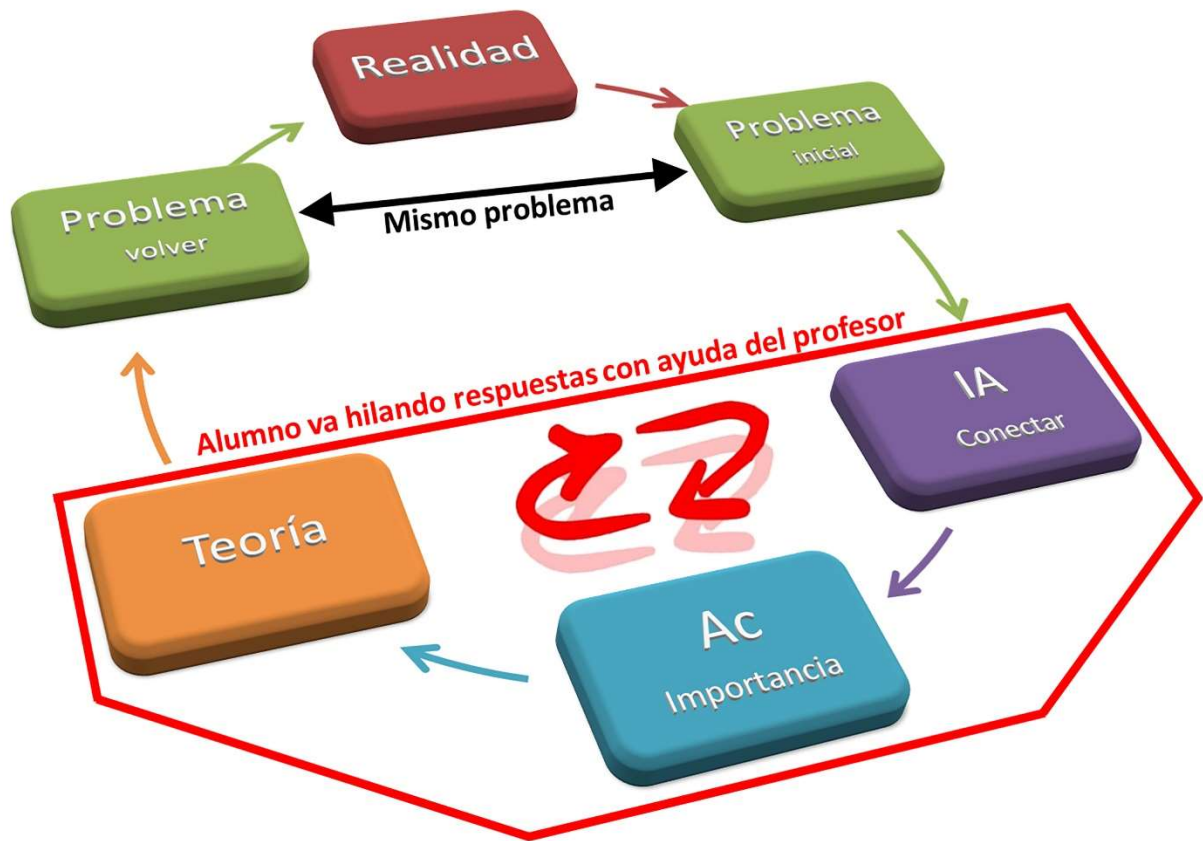 Realidad
Problema
inicial
Problema
volver
Mismo problema
Alumno va hilando respuestas con ayuda del profesor
IA
Conectar
Teoría
Ac
Importancia